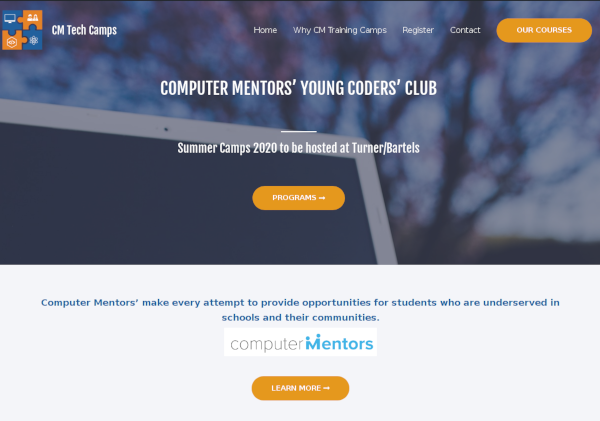 CM Tech Camps
Home
Why CM Training Camps
Register
Contact
OUR COURSES
COMPUTER MENTORS’ YOUNG CODERS’ CLUB
Summer Camps 2020 to be hosted at Turner/Bartels
PROGRAMS ➞
Computer Mentors’ make every attempt to provide opportunities for students who are underserved in
schools and their communities.
computer Mentors
LEARN MORE ➞